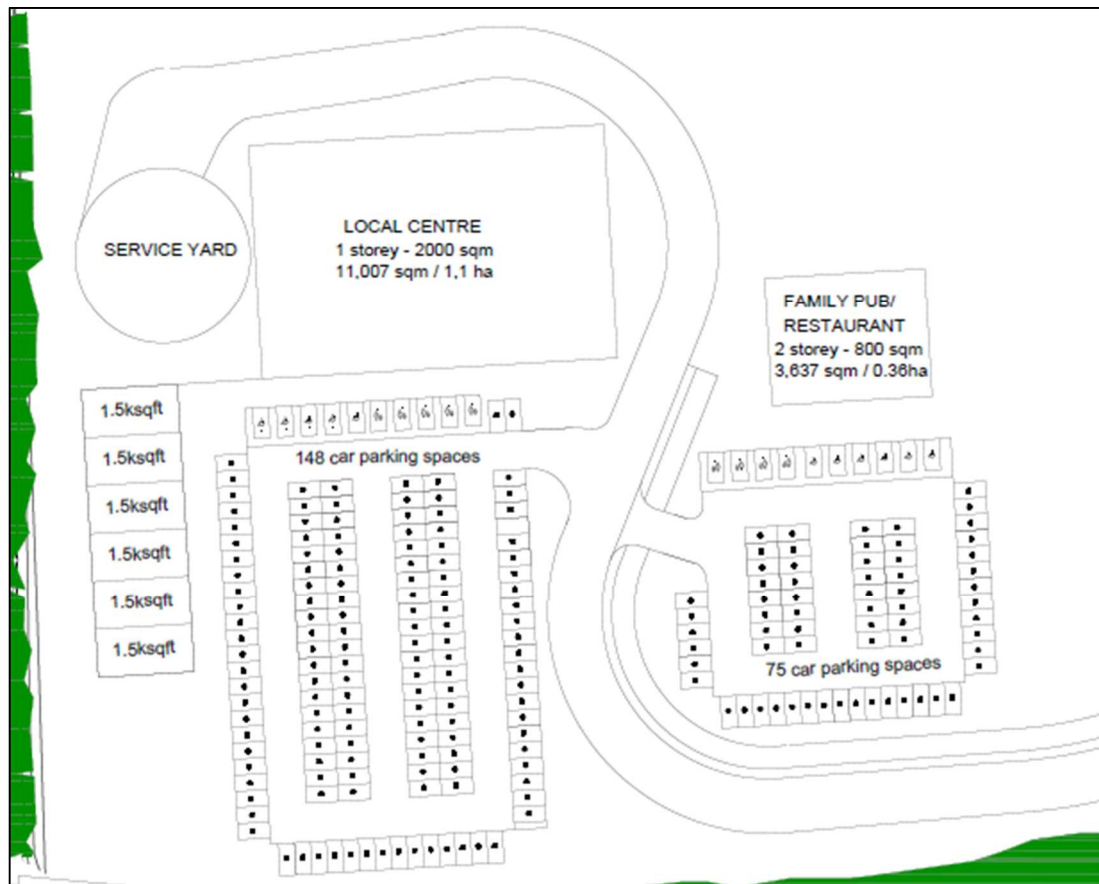 SERVICE YARD
LOCAL CENTRE
1 storey - 2000 sqm
11,007 sqm / 1,1 ha
FAMILY PUB/
RESTAURANT
2 storey - 800 sqm
3,637 sqm / 0.36ha
1.5ksqft
1.5ksqft
1.5ksqft
1.5ksqft
1.5ksqft
1.5ksqft
148 car parking spaces
75 car parking spaces